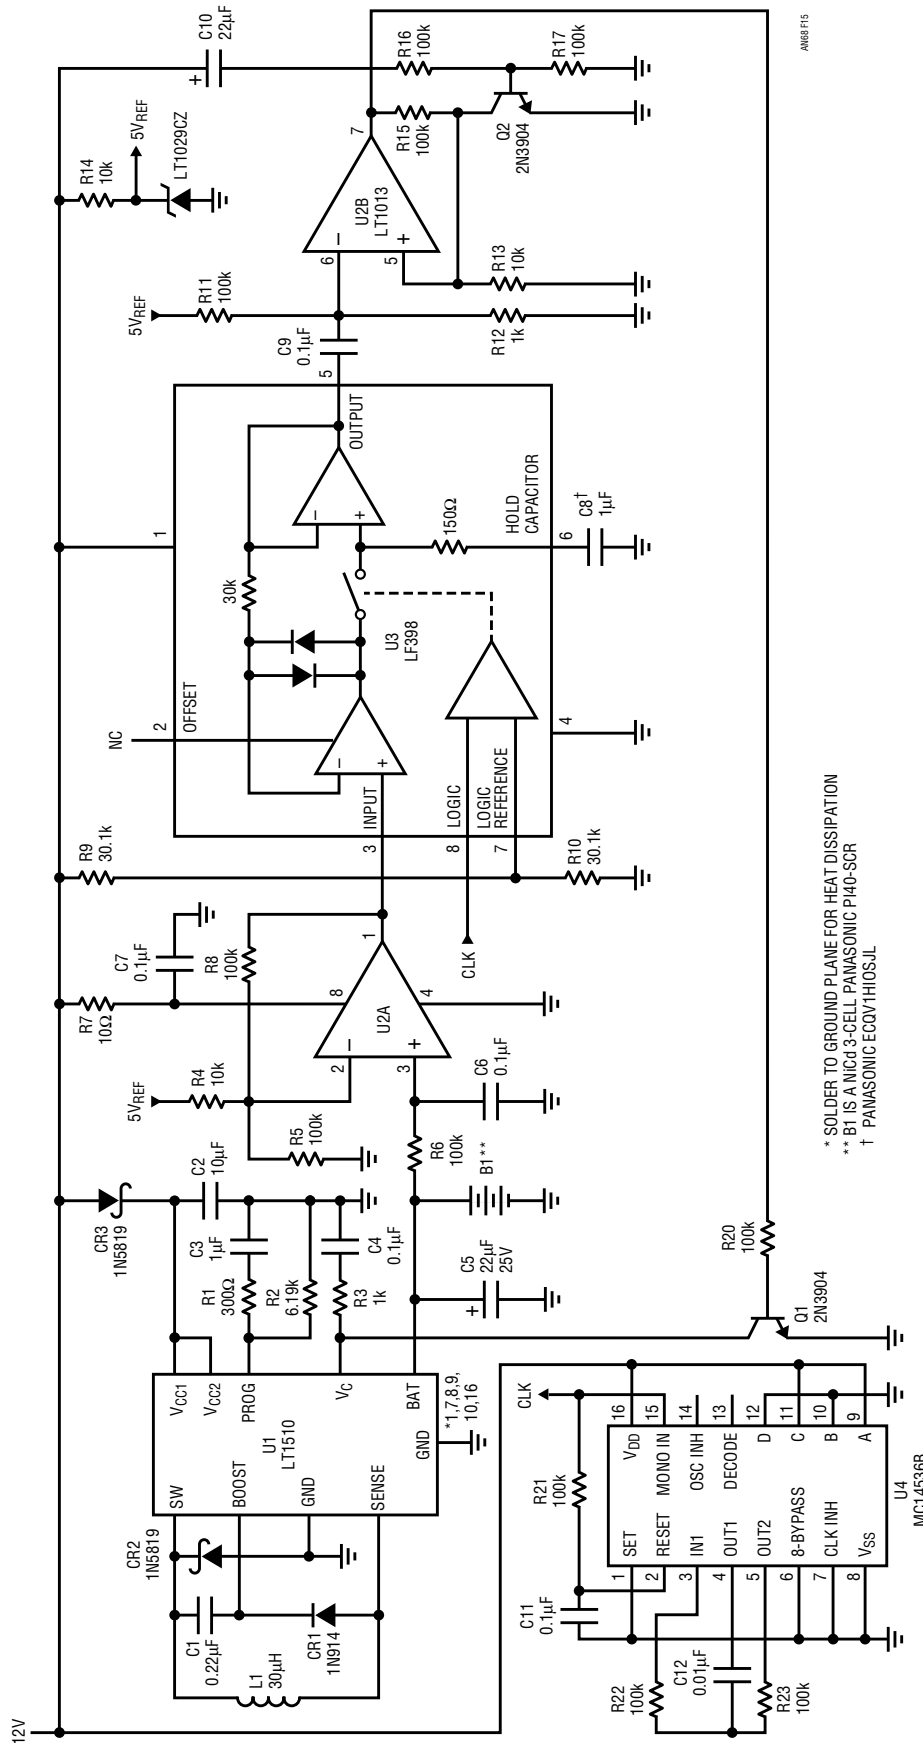 12V
L1
30µH
C1
0.22µF
CR2
1N5819
CR1
1N914
SW
BOOST
GND
SENSE
U1
LT1510
VCC1
VCC2
PROG
VC
BAT
GND
*1,7,8,9,
10,16
CR3
1N5819
C2
10µF
C3
1µF
R1
300Ω
R2
6.19k
R3
1k
C4
0.1µF
C5
22µF
25V
+
B1**
R6
100k
C6
0.1µF
5VREF
R4
10k
R5
100k
R7
10Ω
C7
0.1µF
R8
100k
U2A
2
3
8
4
1
−
+
R9
30.1k
R10
30.1k
CLK
NC
2
OFFSET
1
3
INPUT
8
LOGIC
7
LOGIC
REFERENCE
−
+
30k
U3
LF398
−
+
150Ω
OUTPUT
5
HOLD
CAPACITOR
6
4
C8†
1µF
C9
0.1µF
5VREF
R11
100k
R12
1k
R13
10k
6
5
−
+
U2B
LT1013
7
R14
10k
5VREF
LT1029CZ
C10
22µF
+
R15
100k
R16
100k
R17
100k
Q2
2N3904
R20
100k
Q1
2N3904
CLK
R21
100k
C11
0.1µF
R22
100k
C12
0.01µF
R23
100k
1
2
3
4
5
6
7
8
SET
RESET
IN1
OUT1
OUT2
8-BYPASS
CLK INH
VSS
VDD
MONO IN
OSC INH
DECODE
D
C
B
A
16
15
14
13
12
11
10
9
U4
MC14536B
* SOLDER TO GROUND PLANE FOR HEAT DISSIPATION
** B1 IS A NiCd 3-CELL PANASONIC PI40-SCR
† PANASONIC ECQV1HIOSJL
AN68 F15